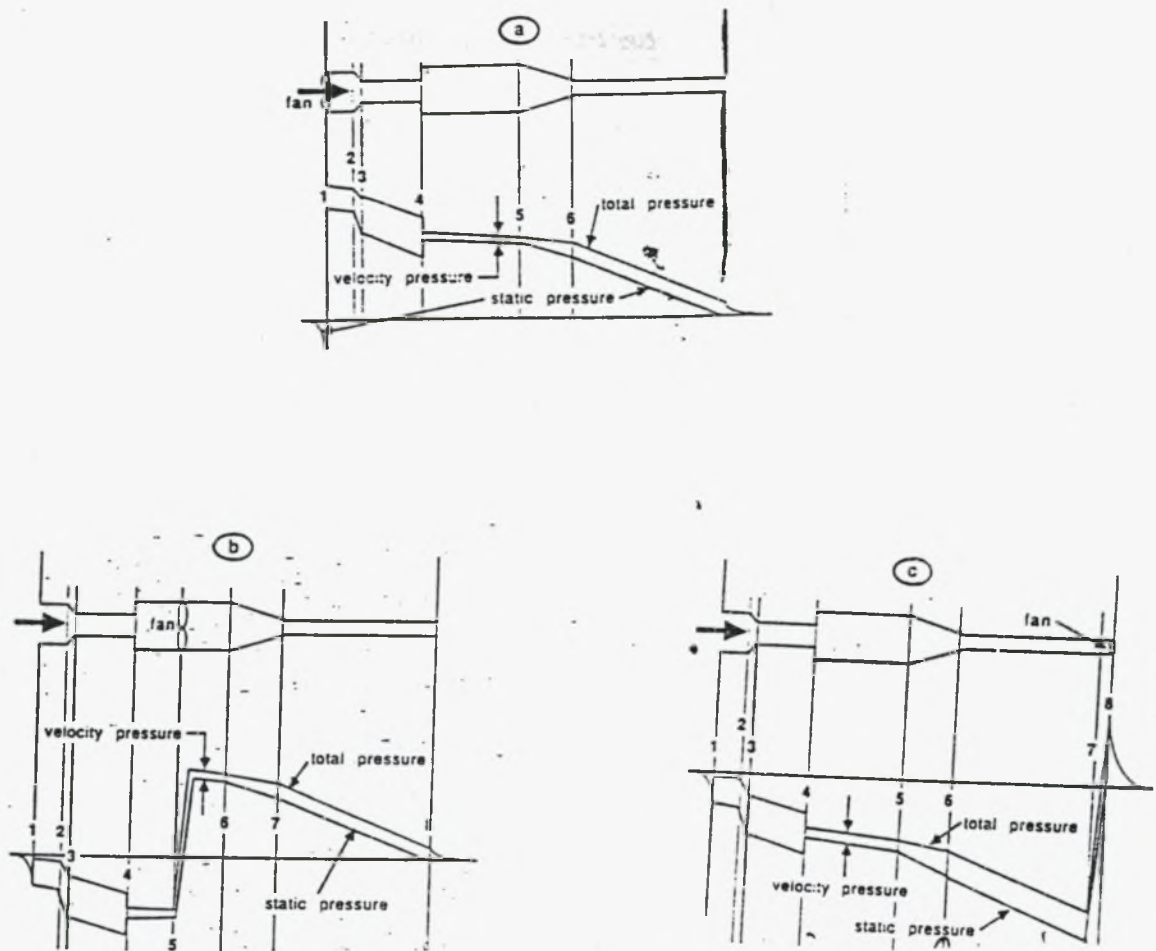 a
fan
2
3
1
4
5
6
total pressure
velocity pressure
static pressure
b
fan
velocity pressure
total pressure
1
2
3
4
6
7
static pressure
5
c
fan
8
2
1
3
7
4
5
6
total pressure
velocity pressure
static pressure